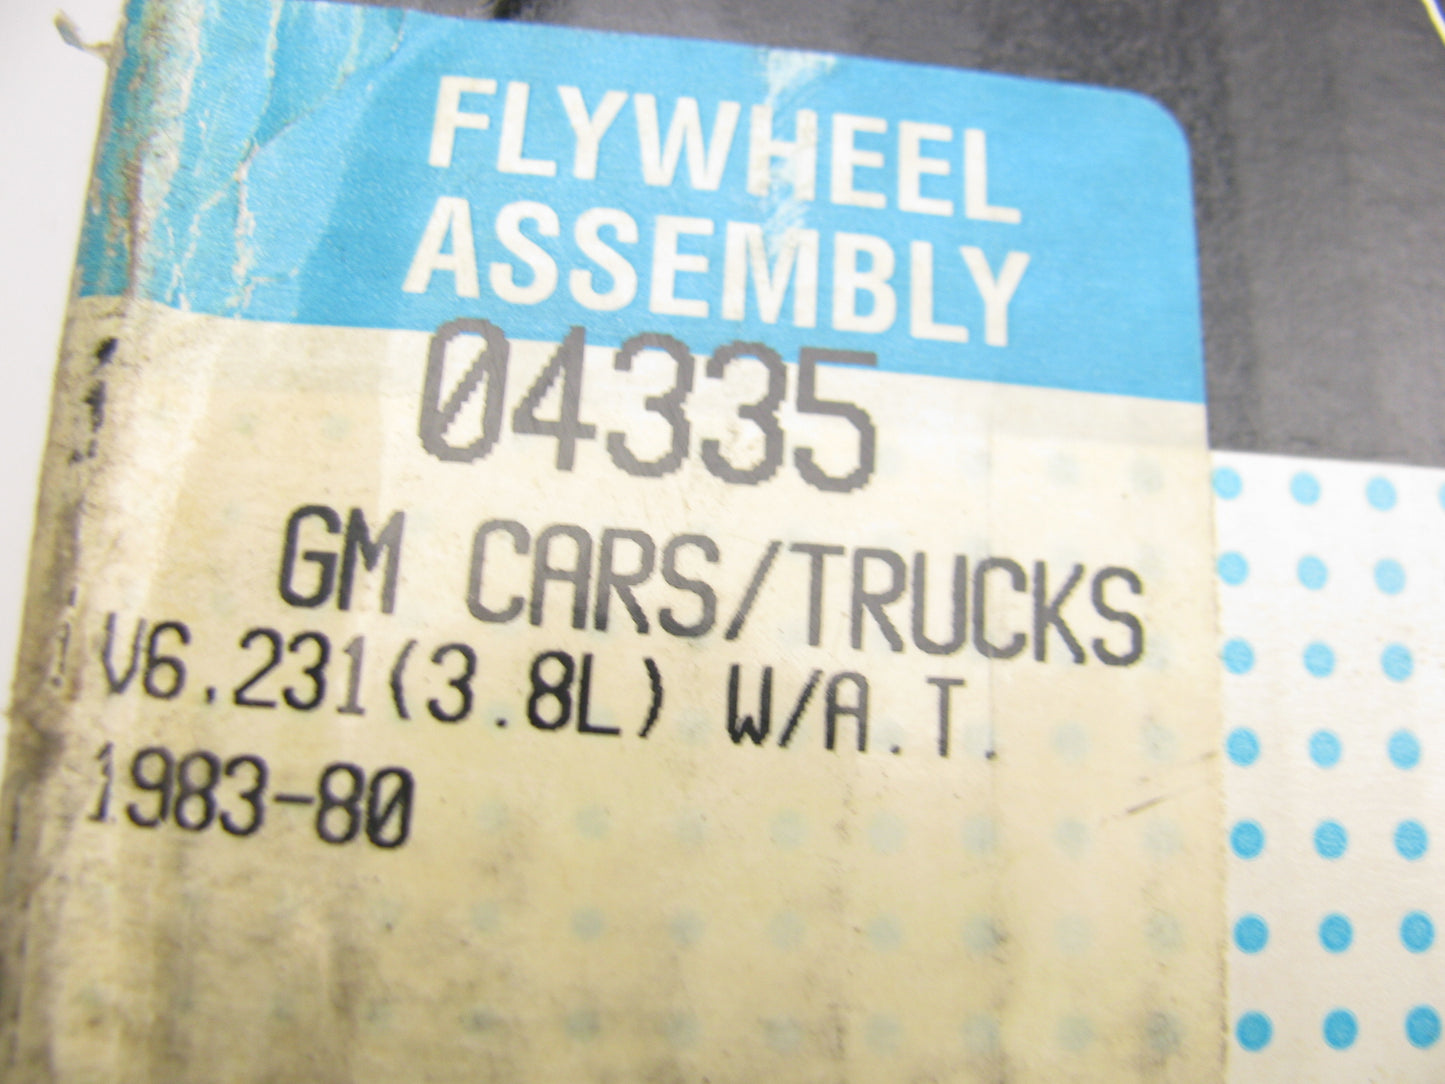 FLYWHEEL
ASSEMBLY
04335
GM CARS/TRUCKS
V6.231(3.8L) W/A.T.
1983-80